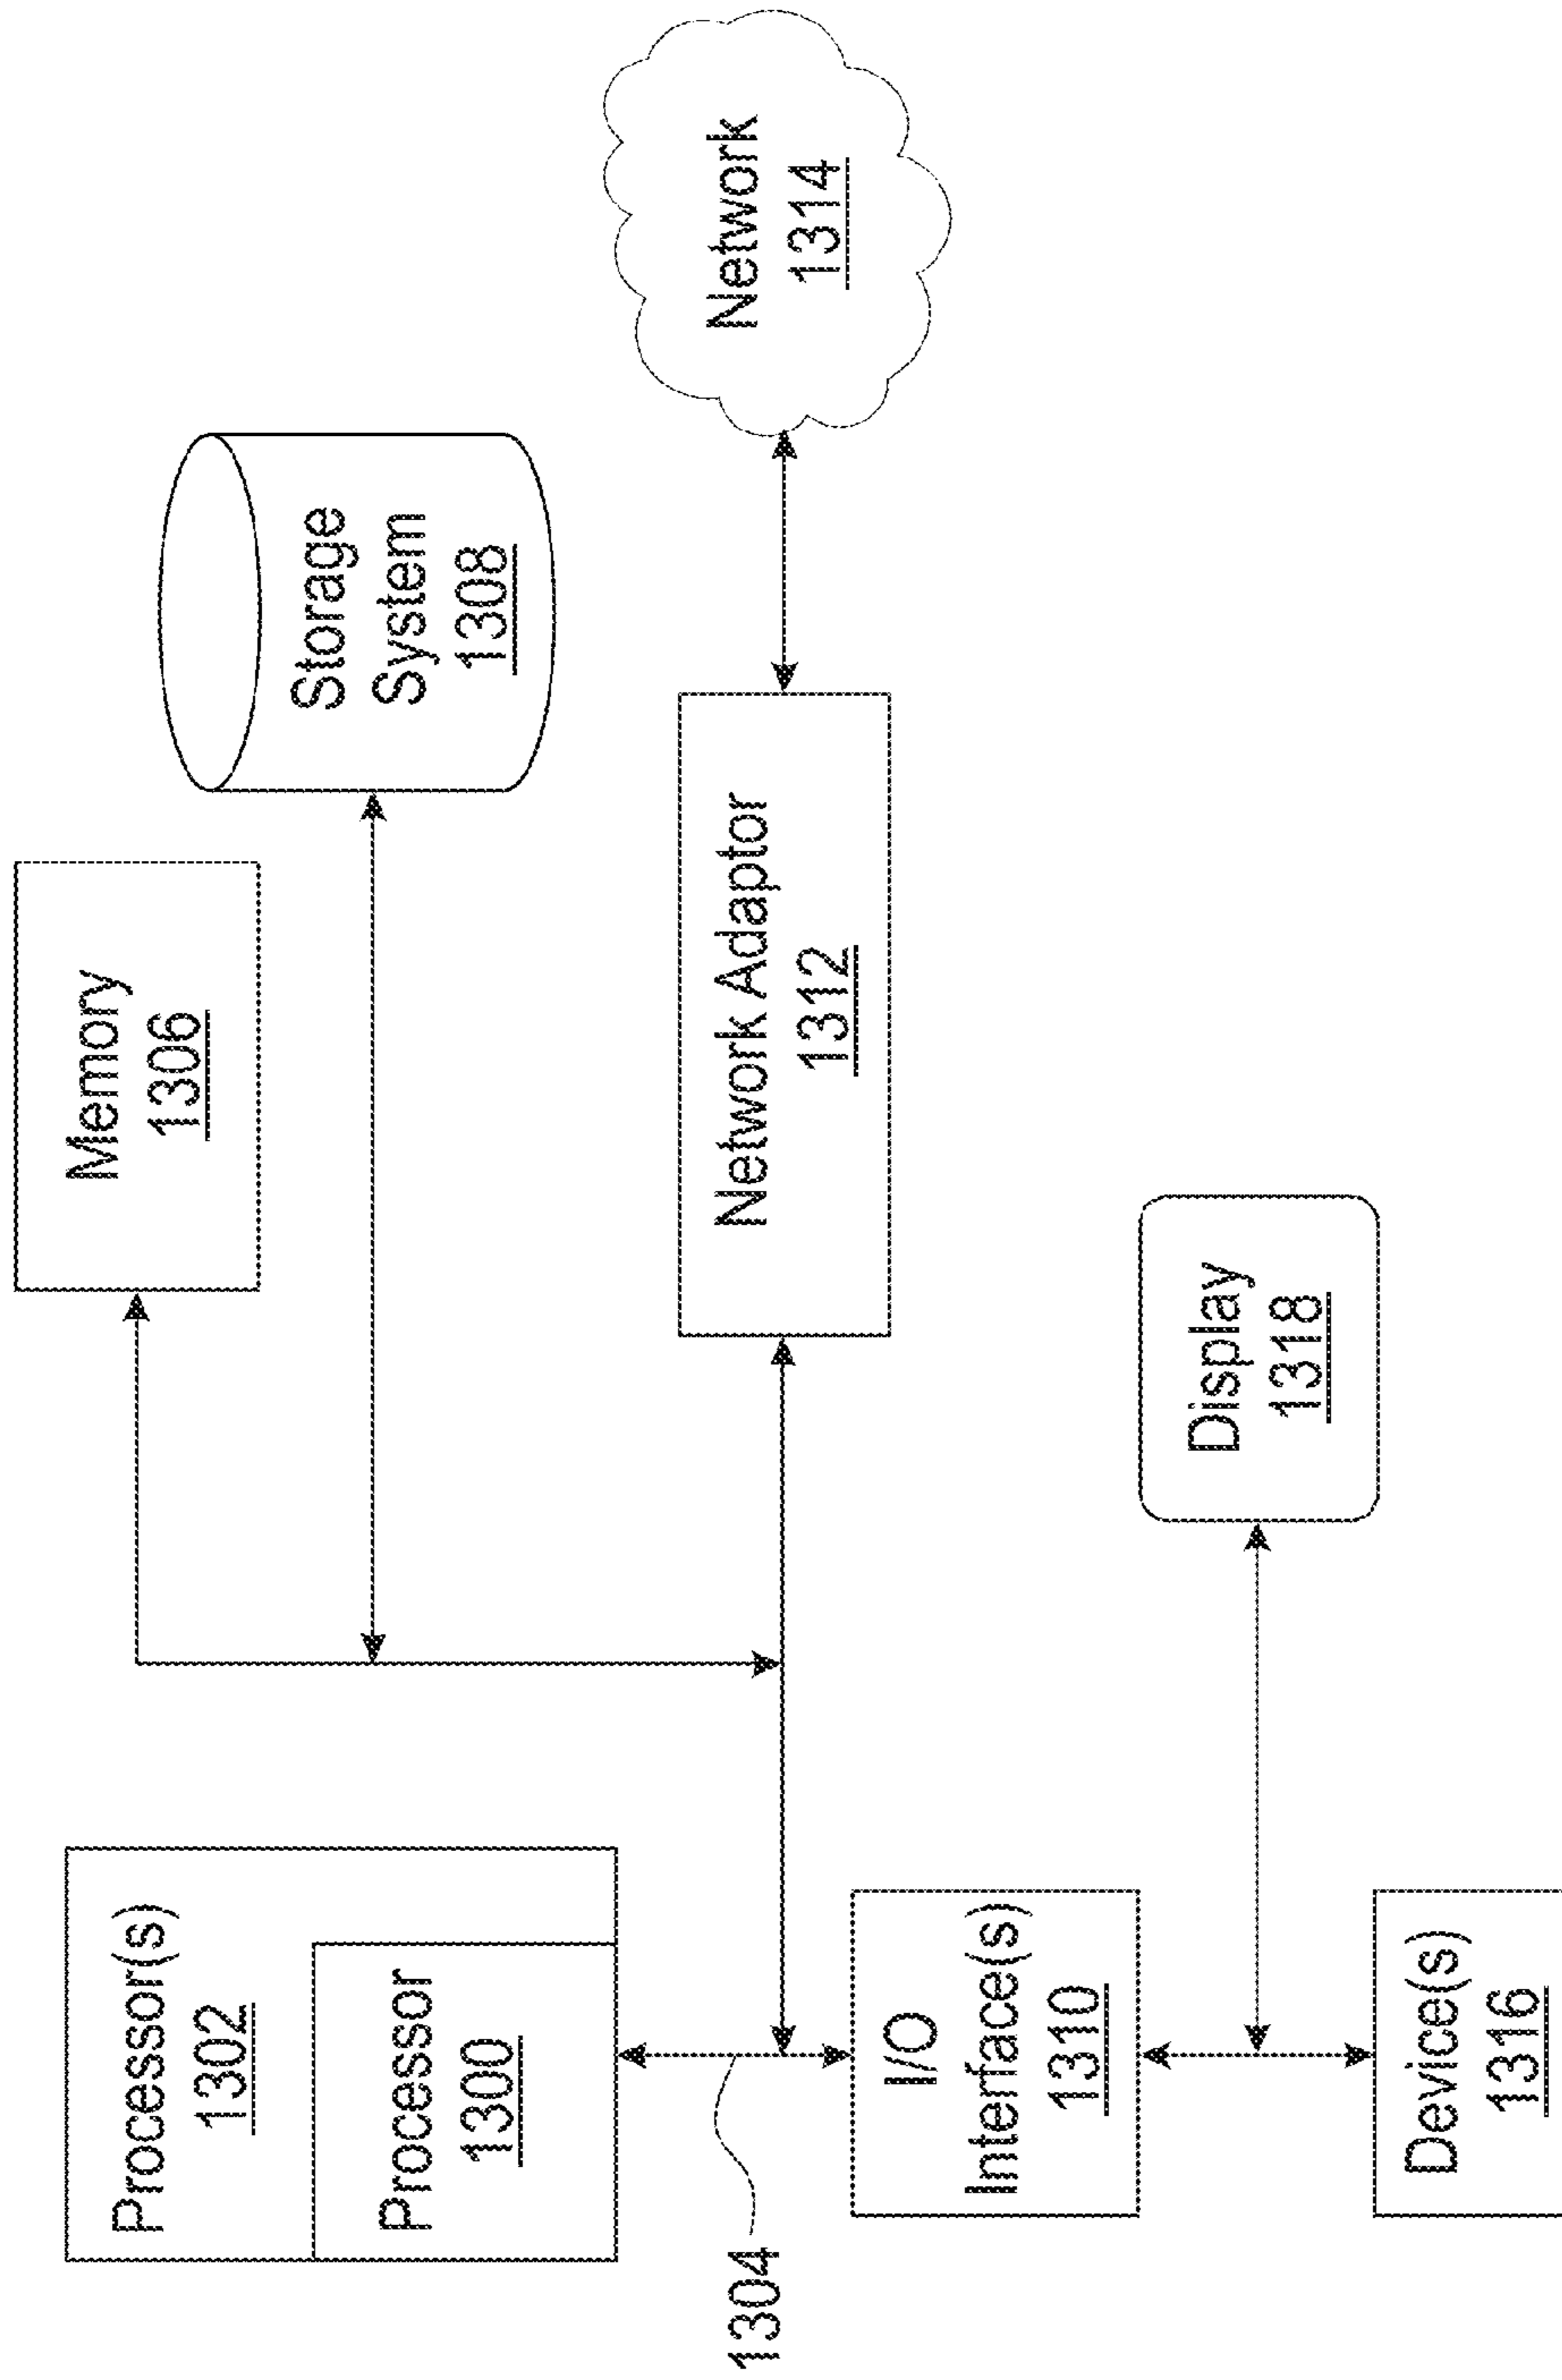 Processor(s)
1302
Processor
1300
1304
I/O
Interface(s)
1310
Device(s)
1316
Memory
1306
Storage
System
1308
Network Adaptor
1312
Network
1314
Display
1318